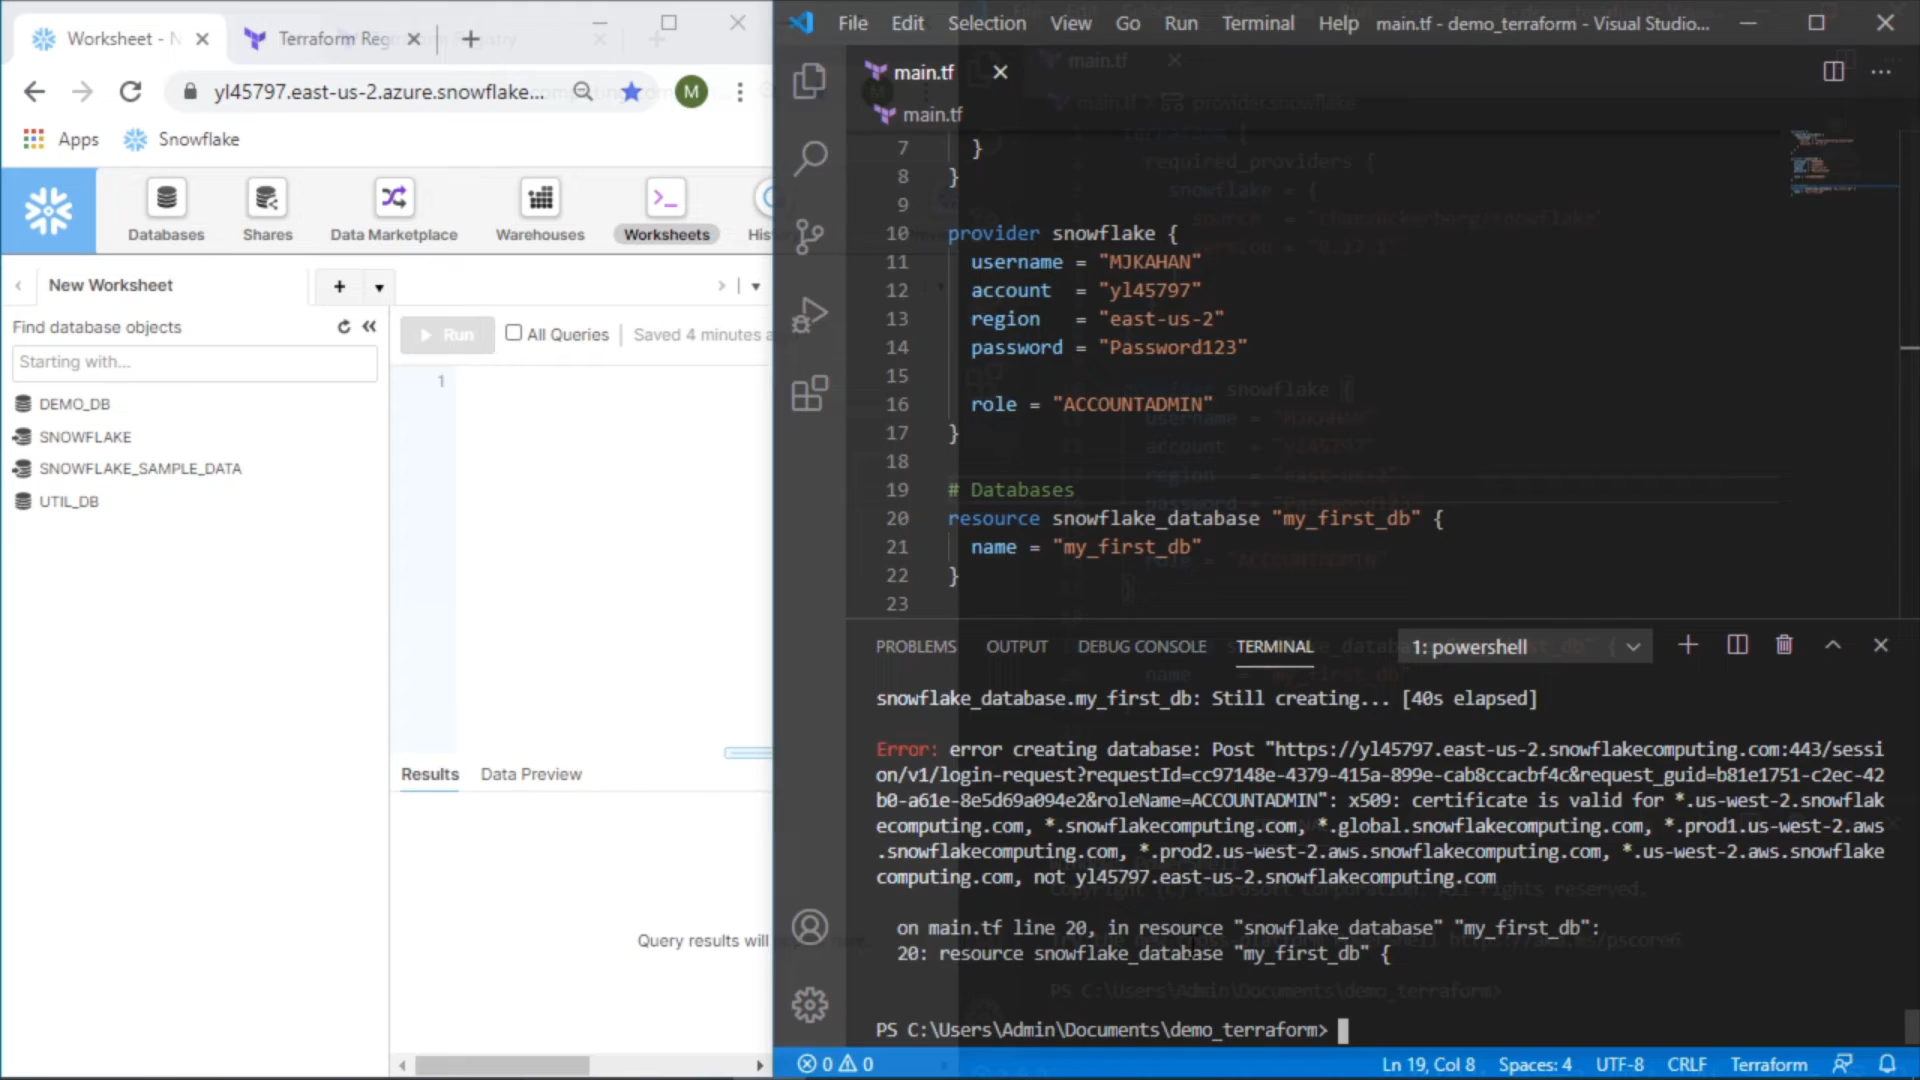 Worksheet - N
Terraform Reg
yl45797.east-us-2.azure.snowflake...
M
Apps
Snowflake
Databases
Shares
Data Marketplace
Warehouses
Worksheets
Hist
New Worksheet
Find database objects
Starting with...
DEMO_DB
SNOWFLAKE
SNOWFLAKE_SAMPLE_DATA
UTIL_DB
Run
All Queries
Saved 4 minutes a
1
Results
Data Preview
Query results will
File Edit Selection View Go Run Terminal Help
main.tf - demo_terraform - Visual Studio...
main.tf
main.tf
7 }
8 }
9
10 provider snowflake {
11 username = "MJKAHAN"
12 account = "yl45797"
13 region = "east-us-2"
14 password = "Password123"
15
16 role = "ACCOUNTADMIN"
17 }
18
19 # Databases
20 resource snowflake_database "my_first_db" {
21 name = "my_first_db"
22 }
23
PROBLEMS OUTPUT DEBUG CONSOLE TERMINAL 1: powershell
snowflake_database.my_first_db: Still creating... [40s elapsed]
Error: error creating database: Post "https://yl45797.east-us-2.snowflakecomputing.com:443/sessi
on/v1/login-request?requestId=cc97148e-4379-415a-899e-cab8ccacbf4c&request_guid=b81e1751-c2ec-42
b0-a61e-8e5d69a094e2&roleName=ACCOUNTADMIN": x509: certificate is valid for *.us-west-2.snowflak
ecomputing.com, *.snowflakecomputing.com, *.global.snowflakecomputing.com, *.prod1.us-west-2.aws
.snowflakecomputing.com, *.prod2.us-west-2.aws.snowflakecomputing.com, *.us-west-2.aws.snowflake
computing.com, not yl45797.east-us-2.snowflakecomputing.com
on main.tf line 20, in resource "snowflake_database" "my_first_db":
20: resource snowflake_database "my_first_db" {
PS C:\Users\Admin\Documents\demo_terraform>
0 0
Ln 19, Col 8 Spaces: 4 UTF-8 CRLF Terraform